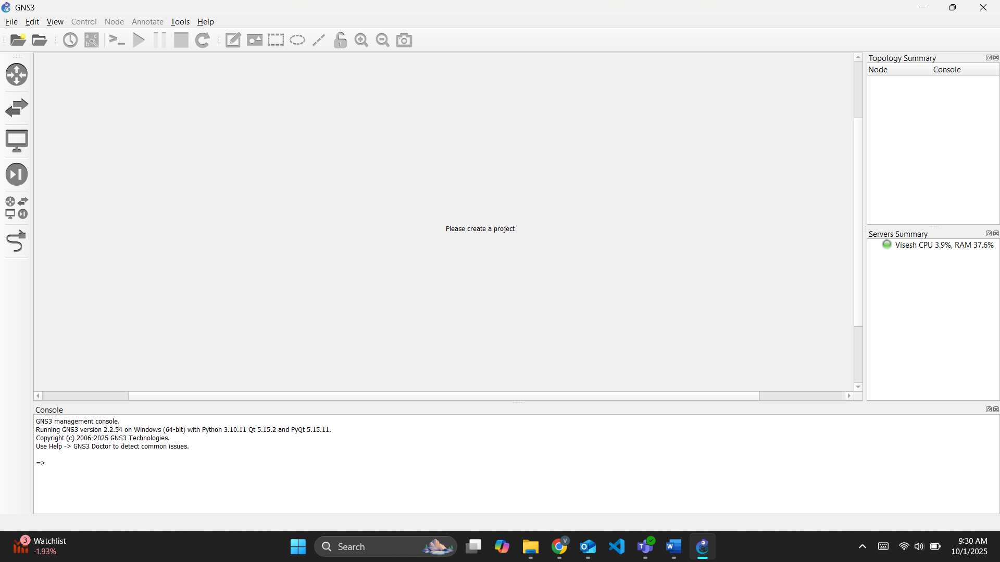 GNS3
File Edit View Control Node Annotate Tools Help
Topology Summary
Node Console
Please create a project
Servers Summary
Visesh CPU 3.9%, RAM 37.6%
Console
GNS3 management console.
Running GNS3 version 2.2.54 on Windows (64-bit) with Python 3.10.11 Qt 5.15.2 and PyQt 5.15.11.
Copyright (c) 2006-2025 GNS3 Technologies.
Use Help -> GNS3 Doctor to detect common issues.
=>
3
Watchlist
-1.93%
Search
V
9:30 AM
10/1/2025